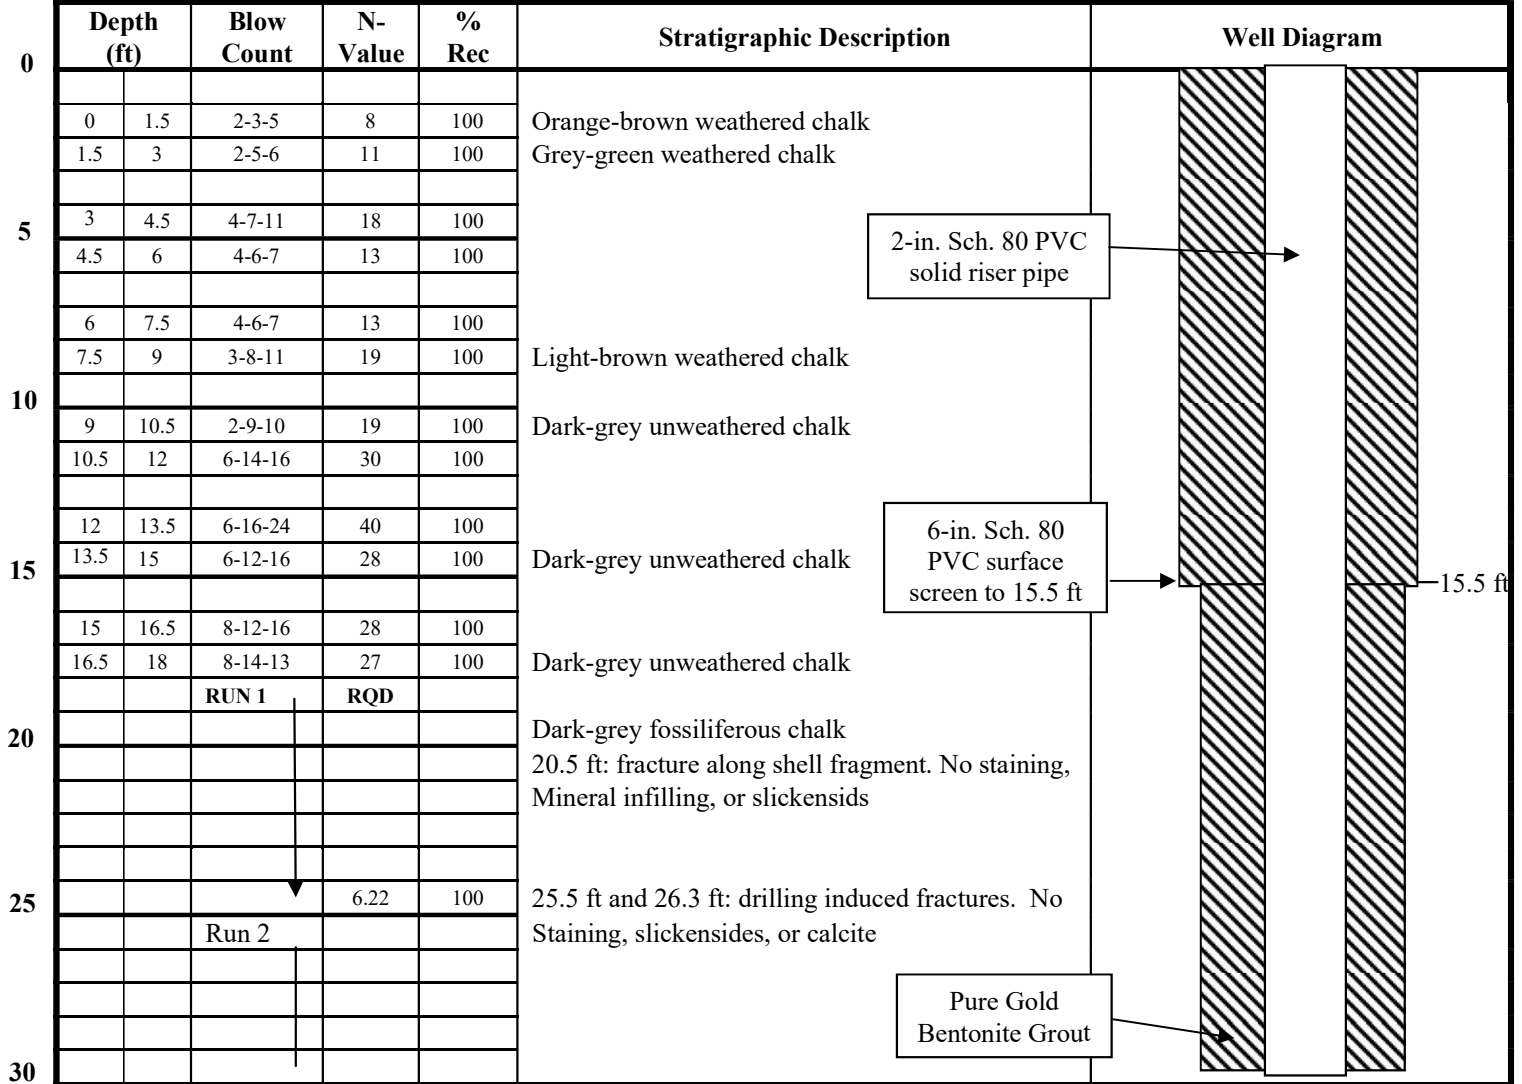 Depth (ft) Blow Count N-Value % Rec Stratigraphic Description Well Diagram
0
0 1.5 2-3-5 8 100 Orange-brown weathered chalk
1.5 3 2-5-6 11 100 Grey-green weathered chalk
3 4.5 4-7-11 18 100
5
4.5 6 4-6-7 13 100
2-in. Sch. 80 PVC
solid riser pipe
6 7.5 4-6-7 13 100
7.5 9 3-8-11 19 100 Light-brown weathered chalk
10
9 10.5 2-9-10 19 100 Dark-grey unweathered chalk
10.5 12 6-14-16 30 100
12 13.5 6-16-24 40 100
13.5 15 6-12-16 28 100 Dark-grey unweathered chalk
6-in. Sch. 80
PVC surface
screen to 15.5 ft
15
15.5 ft
15 16.5 8-12-16 28 100
16.5 18 8-14-13 27 100 Dark-grey unweathered chalk
RUN 1 RQD
Dark-grey fossiliferous chalk
20
20.5 ft: fracture along shell fragment. No staining,
Mineral infilling, or slickensids
25
6.22 100 25.5 ft and 26.3 ft: drilling induced fractures. No
Run 2 Staining, slickensides, or calcite
Pure Gold
Bentonite Grout
30